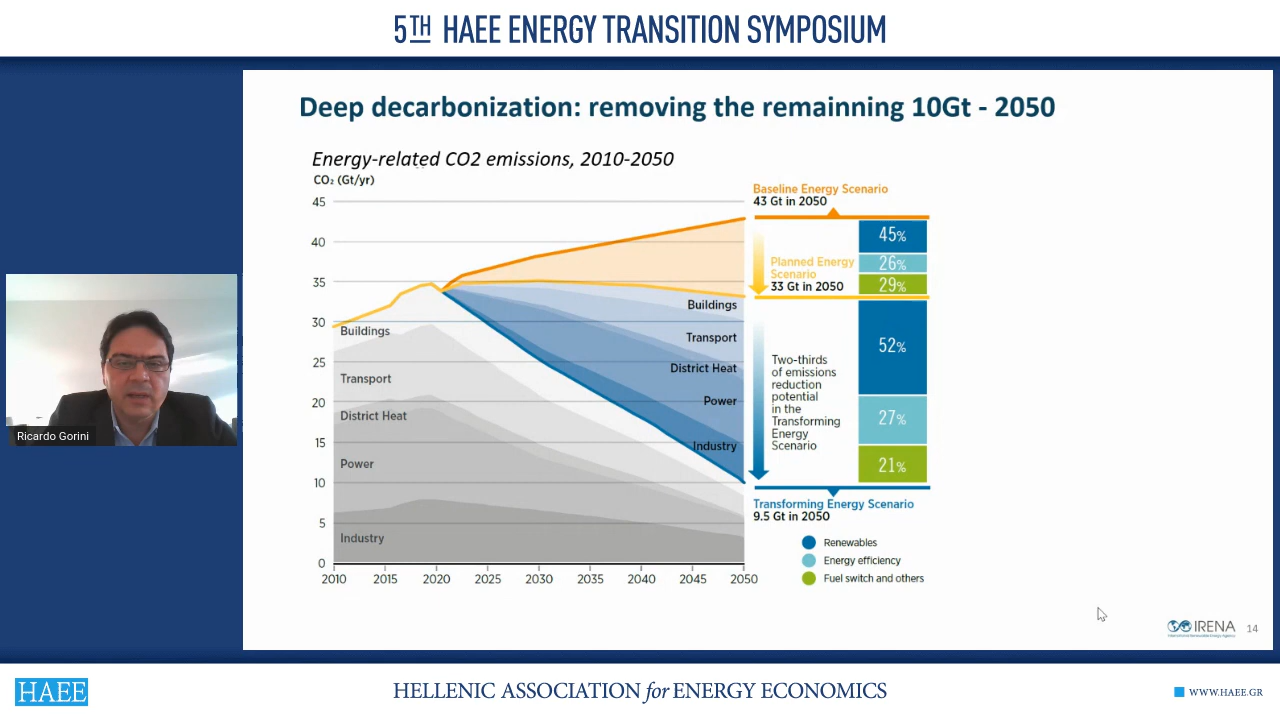 5TH HAEE ENERGY TRANSITION SYMPOSIUM
Deep decarbonization: removing the remainning 10Gt - 2050
Energy-related CO2 emissions, 2010-2050
CO₂ (Gt/yr)
45
40
35
30
25
20
15
10
5
0
2010
2015
2020
2025
2030
2035
2040
2045
2050
Buildings
Transport
District Heat
Power
Industry
Buildings
Transport
District Heat
Power
Industry
Baseline Energy Scenario
43 Gt in 2050
45%
26%
29%
Planned Energy
Scenario
33 Gt in 2050
52%
27%
21%
Two-thirds
of emissions
reduction
potential
in the
Transforming
Energy
Scenario
Transforming Energy Scenario
9.5 Gt in 2050
Renewables
Energy efficiency
Fuel switch and others
Ricardo Gorini
IRENA
International Renewable Energy Agency
14
HAEE
HELLENIC ASSOCIATION for ENERGY ECONOMICS
WWW.HAEE.GR